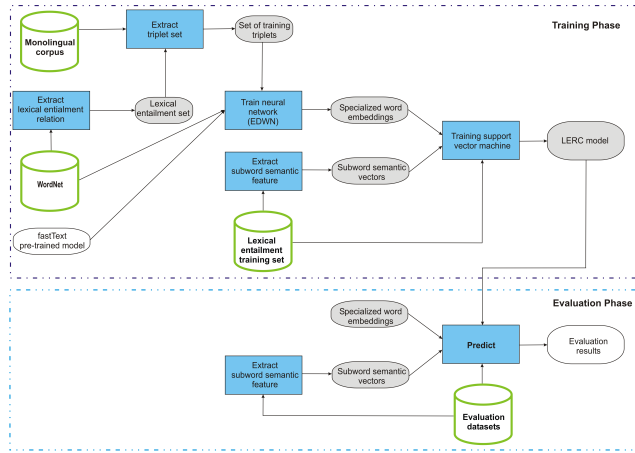 Training Phase
Monolingual
corpus
Extract
triplet set
Set of training
triplets
Extract
lexical entialment
relation
Lexical
entailment set
Train neural
network
(EDWN)
Specialized word
embeddings
Training support
vector machine
LERC model
WordNet
Extract
subword semantic
feature
Subword semantic
vectors
fastText
pre-trained model
Lexical
entailment
training set
Evaluation Phase
Specialized word
embeddings
Predict
Evaluation
results
Extract
subword semantic
feature
Subword semantic
vectors
Evaluation
datasets